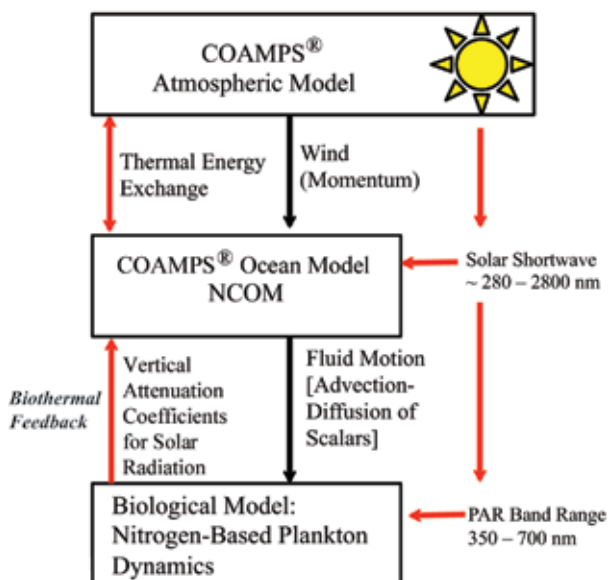 COAMPS®
Atmospheric Model
Thermal Energy
Exchange
Wind
(Momentum)
COAMPS® Ocean Model
NCOM
Solar Shortwave
~ 280 – 2800 nm
Biothermal
Feedback
Vertical
Attenuation
Coefficients
for Solar
Radiation
Fluid Motion
[Advection-
Diffusion of
Scalars]
Biological Model:
Nitrogen-Based Plankton
Dynamics
PAR Band Range
350 – 700 nm